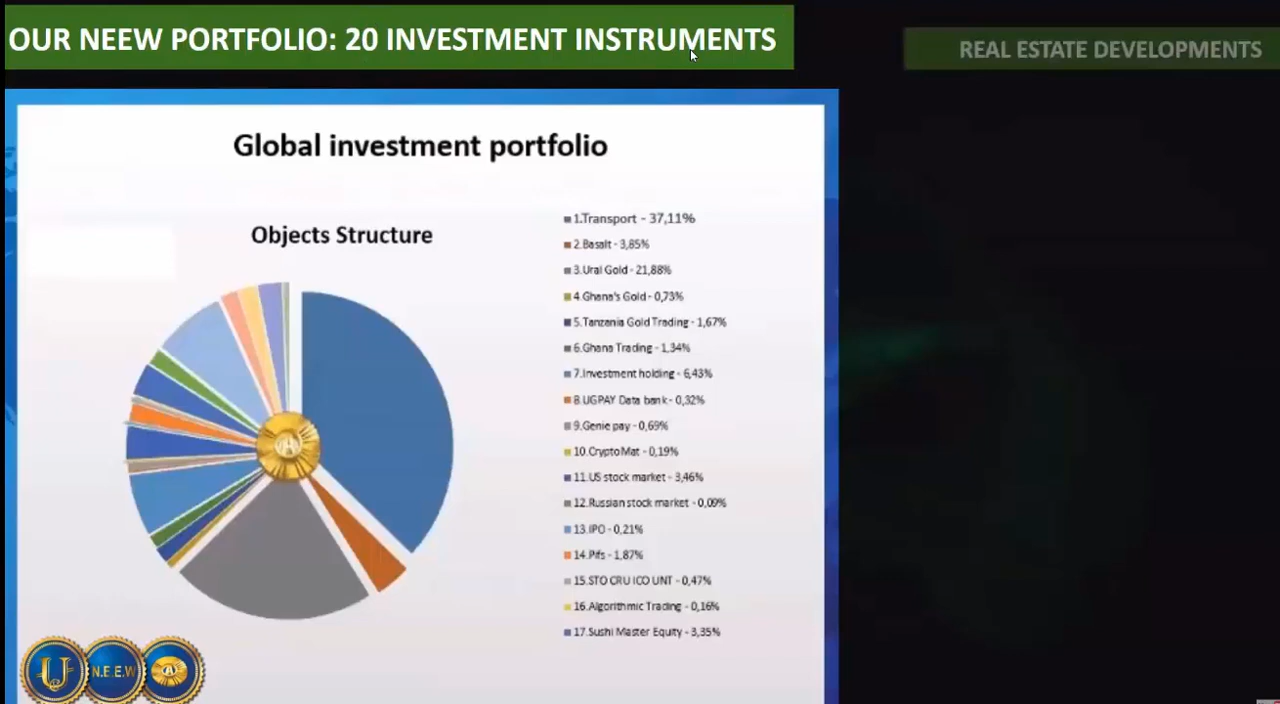 OUR NEEW PORTFOLIO: 20 INVESTMENT INSTRUMENTS
REAL ESTATE DEVELOPMENTS
Global investment portfolio
Objects Structure
1.Transport - 37,11%
2.Basalt - 3,85%
3.Ural Gold - 21,88%
4.Ghana's Gold - 0,73%
5.Tanzania Gold Trading - 1,67%
6.Ghana Trading - 1,34%
7.Investment holding - 6,43%
8.UGPAY Data bank - 0,32%
9.Genie pay - 0,69%
10.CryptoMat - 0,19%
11.US stock market - 3,46%
12.Russian stock market - 0,09%
13.IPO - 0,21%
14.Pifs - 1,87%
15.STO CRU ICO UNT - 0,47%
16.Algorithmic Trading - 0,16%
17.Sushi Master Equity - 3,35%
U
N.E.E.W
A
A